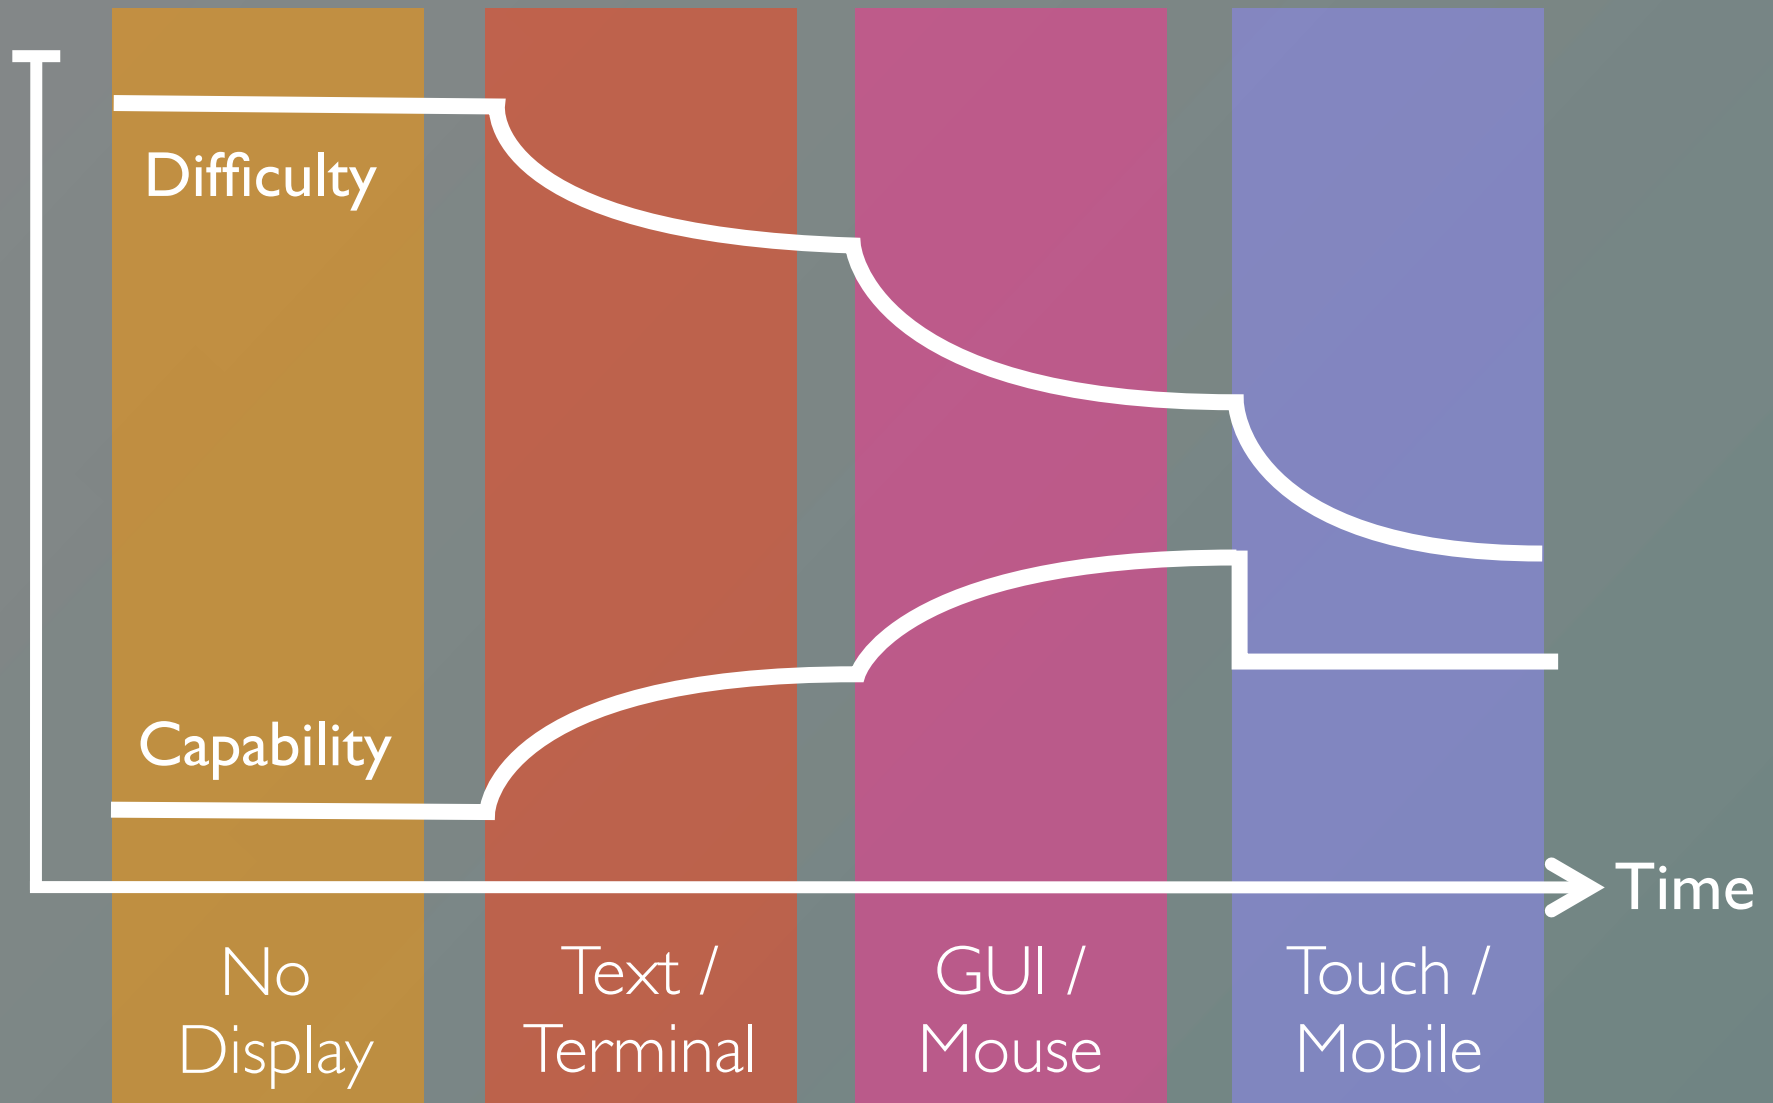 Difficulty
Capability
Time
No
Display
Text /
Terminal
GUI /
Mouse
Touch /
Mobile